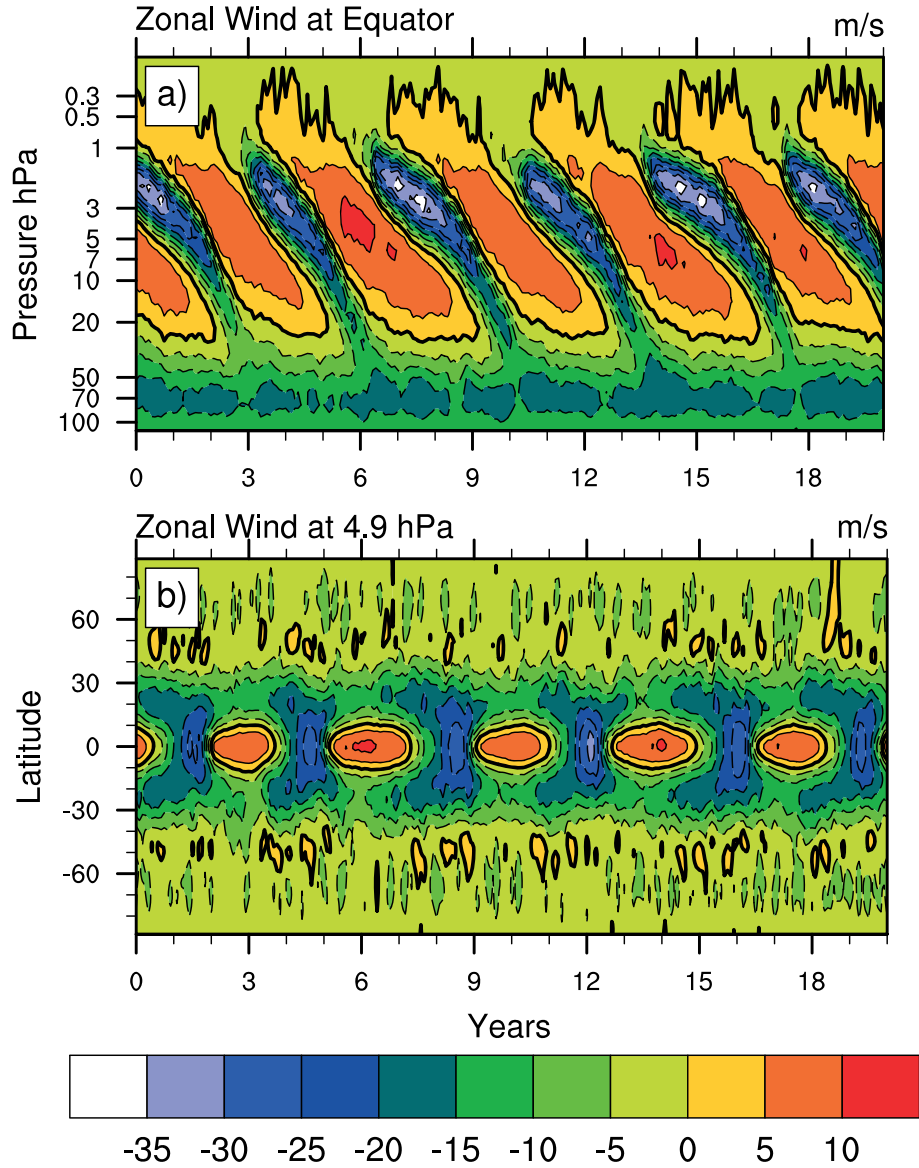 Zonal Wind at Equator m/s
a)
0.3
0.5
1
3
5
7
10
20
50
70
100
Pressure hPa
0 3 6 9 12 15 18
Zonal Wind at 4.9 hPa m/s
b)
60
30
0
-30
-60
Latitude
0 3 6 9 12 15 18
Years
-35 -30 -25 -20 -15 -10 -5 0 5 10